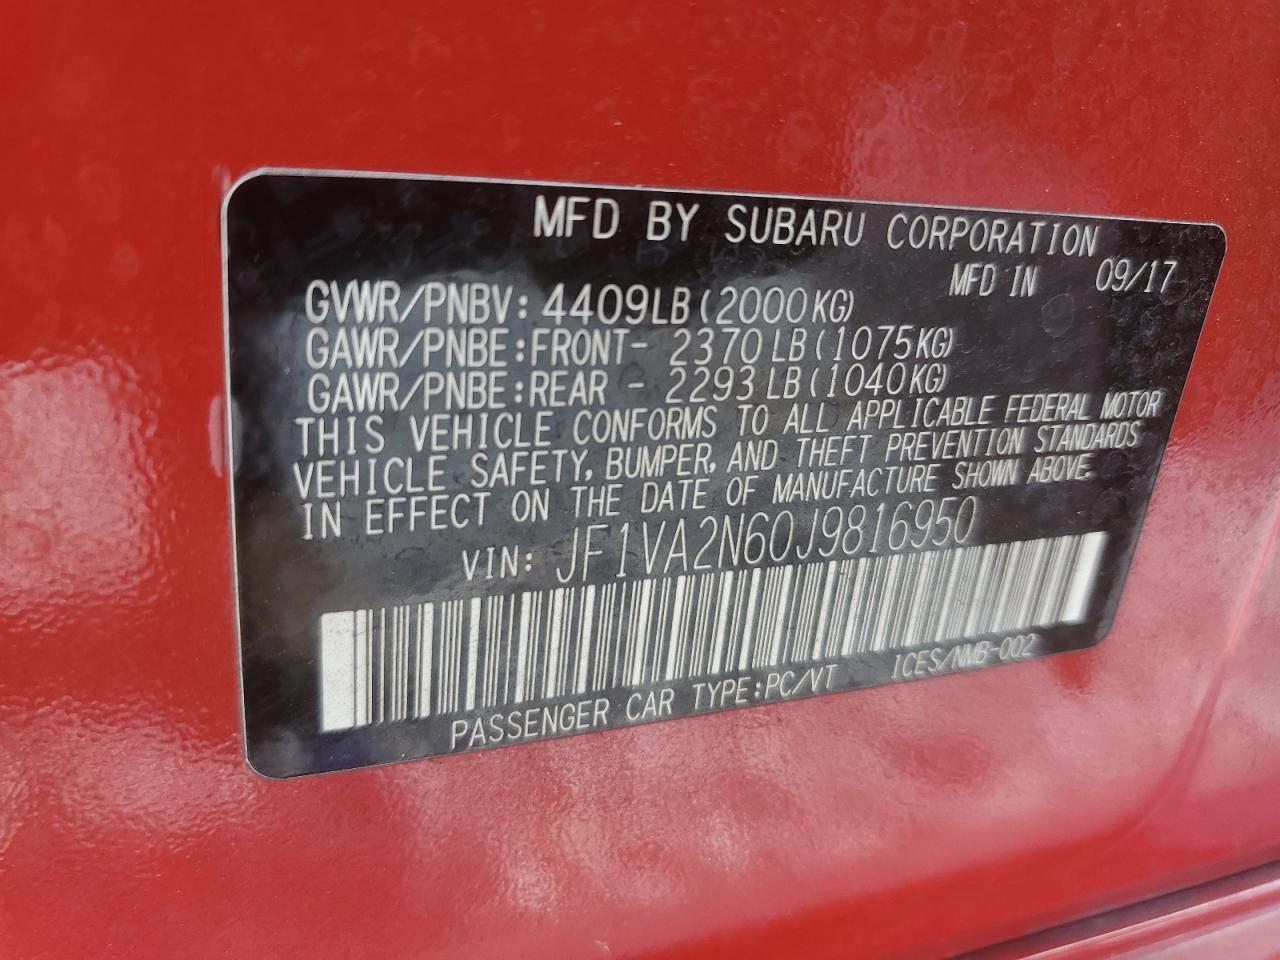 MFD BY SUBARU CORPORATION
MFD IN 09/17
GVWR/PNBV: 4409LB(2000KG)
GAWR/PNBE:FRONT- 2370LB(1075KG)
GAWR/PNBE:REAR - 2293LB(1040KG)
THIS VEHICLE CONFORMS TO ALL APPLICABLE FEDERAL MOTOR
VEHICLE SAFETY, BUMPER, AND THEFT PREVENTION STANDARDS
IN EFFECT ON THE DATE OF MANUFACTURE SHOWN ABOVE.
VIN: JF1VA2N60J9816950
PASSENGER CAR TYPE:PC/VT ICES/NMB-002